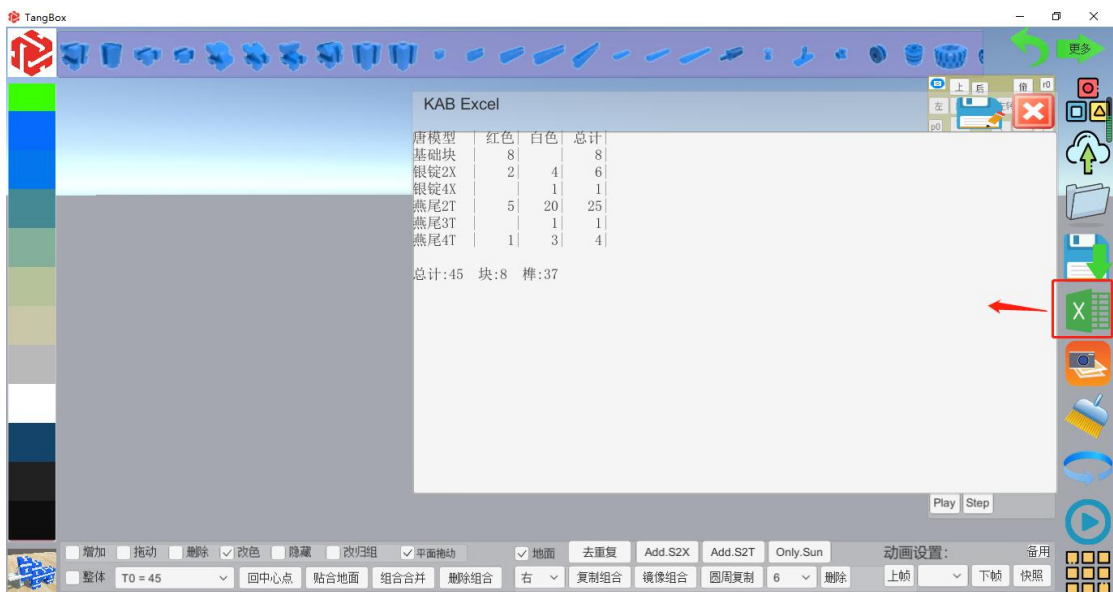 TangBox
更多
KAB Excel
上 后 俯 r0
左
p0
唐模型 | 红色| 白色| 总计|
基础块 | 8| | 8|
银锭2X | 2| 4| 6|
银锭4X | | 1| 1|
燕尾2T | 5| 20| 25|
燕尾3T | | 1| 1|
燕尾4T | 1| 3| 4|
总计:45 块:8 榫:37
X
Play Step
增加 拖动 删除 改色 隐藏 改归组 平面拖动 地面 去重复 Add.S2X Add.S2T Only.Sun 动画设置: 备用
整体 T0 = 45 回中心点 贴合地面 组合合并 删除组合 右 复制组合 镜像组合 圆周复制 6 删除 上帧 下帧 快照